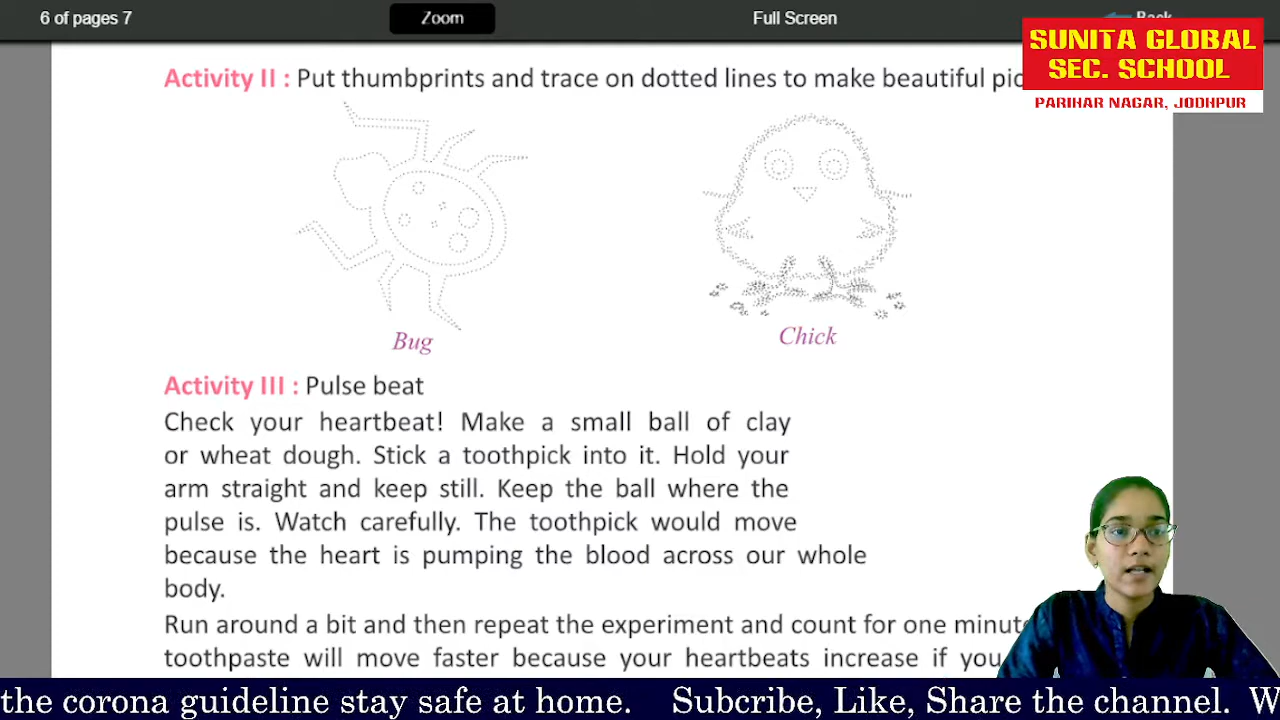 6 of pages 7
Zoom
Full Screen
Back
SUNITA GLOBAL
SEC. SCHOOL
PARIHAR NAGAR, JODHPUR
Activity II : Put thumbprints and trace on dotted lines to make beautiful
Bug
Chick
Activity III : Pulse beat
Check your heartbeat! Make a small ball of clay
or wheat dough. Stick a toothpick into it. Hold your
arm straight and keep still. Keep the ball where the
pulse is. Watch carefully. The toothpick would move
because the heart is pumping the blood across our whole
body.
Run around a bit and then repeat the experiment and count for one
toothpaste will move faster because your heartbeats increase if you
the corona guideline stay safe at home. Subcribe, Like, Share the channel. W